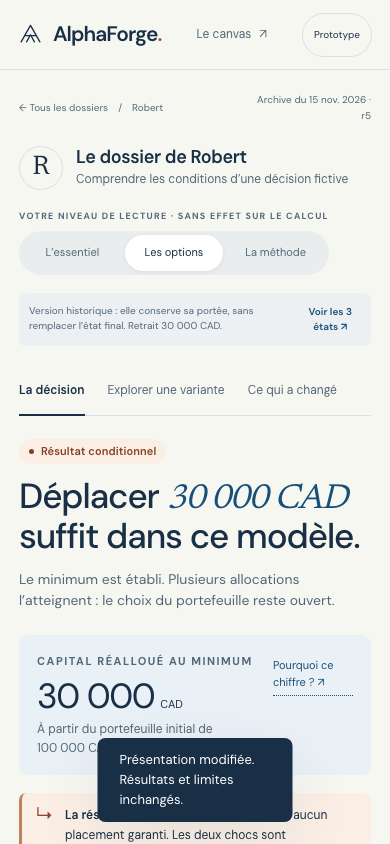 AlphaForge.
Le canvas ↗
Prototype
← Tous les dossiers / Robert
Archive du 15 nov. 2026 ·
r5
R
Le dossier de Robert
Comprendre les conditions d’une décision fictive
VOTRE NIVEAU DE LECTURE · SANS EFFET SUR LE CALCUL
L’essentiel
Les options
La méthode
Version historique : elle conserve sa portée, sans
remplacer l’état final. Retrait 30 000 CAD.
Voir les 3
états ↗
La décision
Explorer une variante
Ce qui a changé
Résultat conditionnel
Déplacer 30 000 CAD
suffit dans ce modèle.
Le minimum est établi. Plusieurs allocations
l’atteignent : le choix du portefeuille reste ouvert.
CAPITAL RÉALLOUÉ AU MINIMUM
Pourquoi ce
chiffre ? ↗
30 000 CAD
À partir du portefeuille initial de
100 000 C
Présentation modifiée.
Résultats et limites
inchangés.
La rés
aucun
placement garanti. Les deux chocs sont